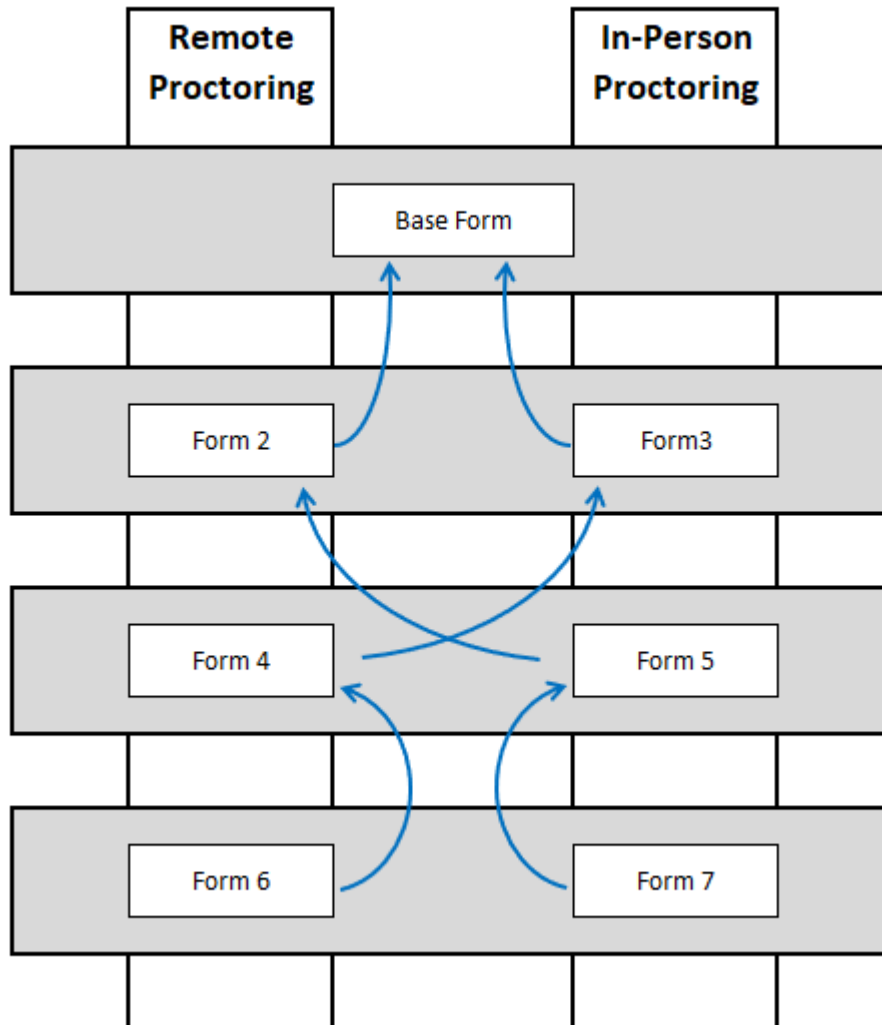 Remote
Proctoring
In-Person
Proctoring
Base Form
Form 2
Form3
Form 4
Form 5
Form 6
Form 7